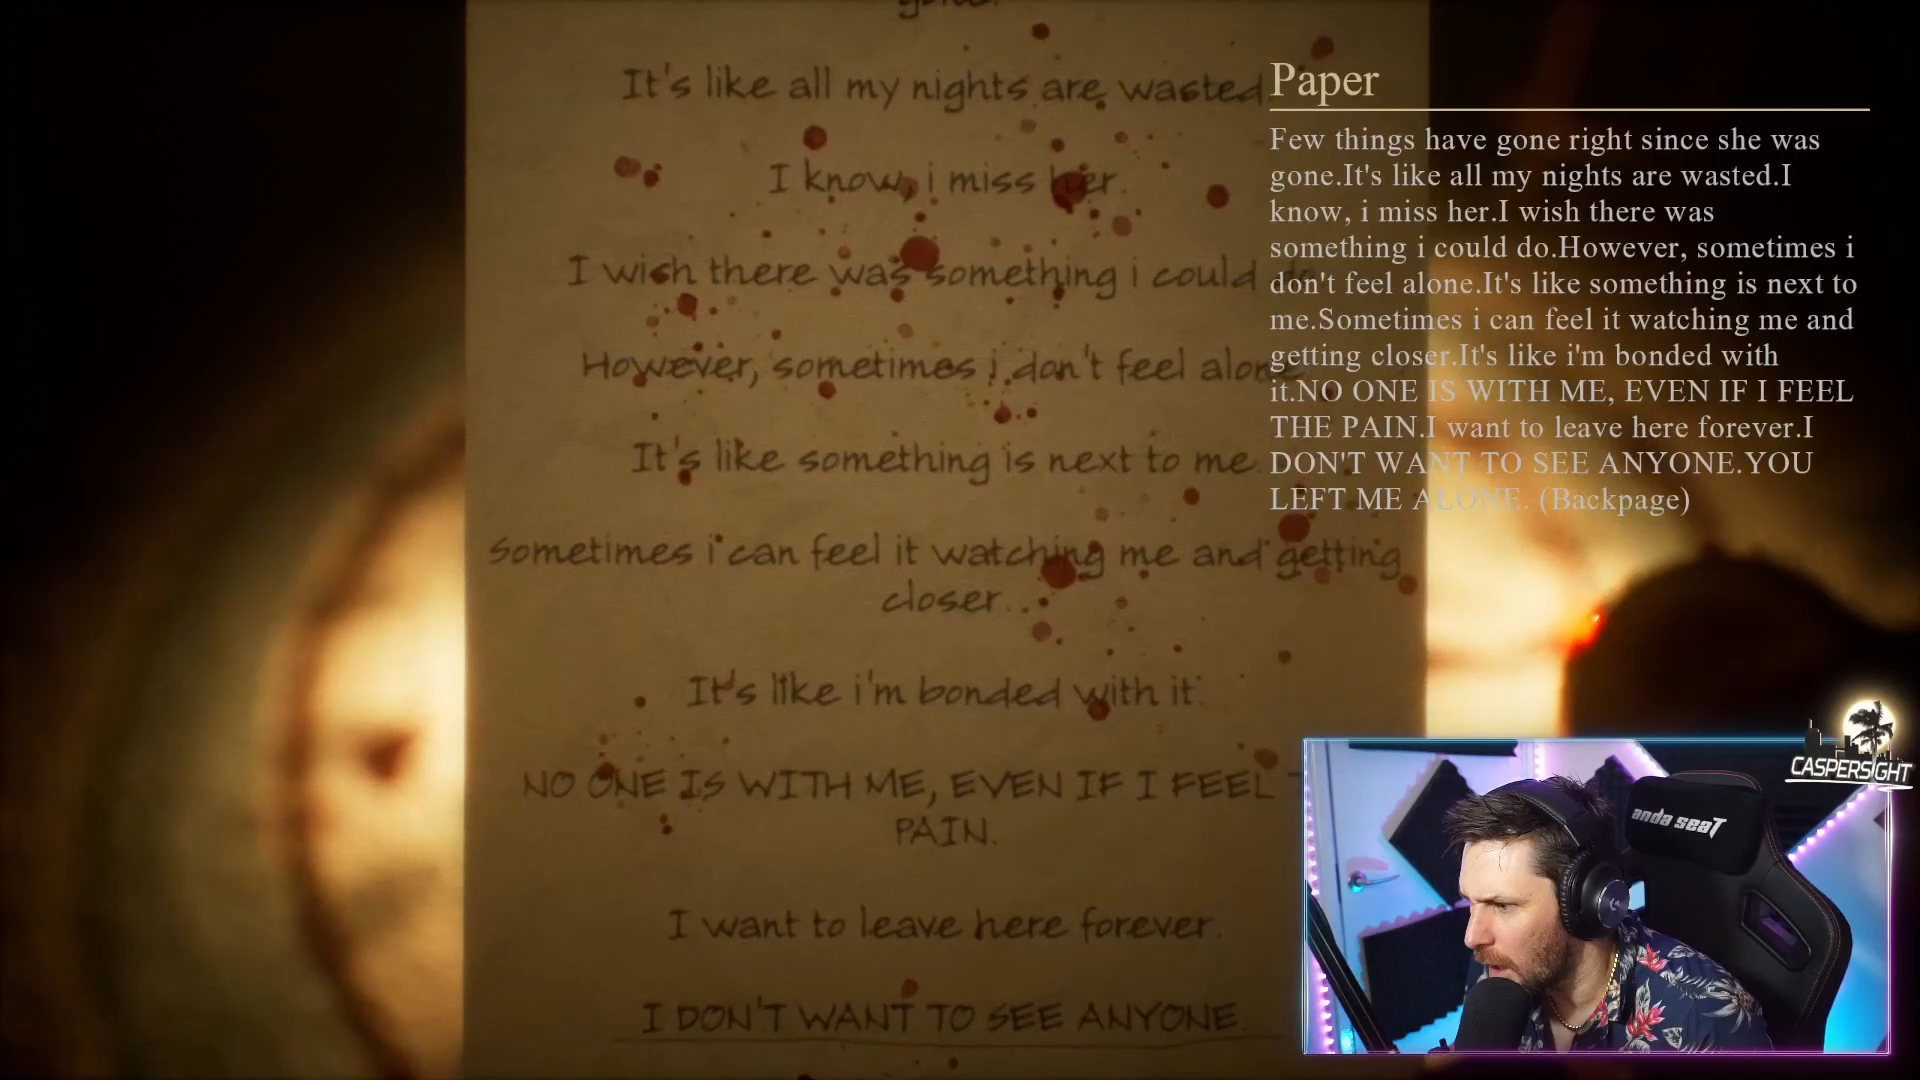 gone.
It's like all my nights are wasted.
I know, i miss her.
I wish there was something i could do.
However, sometimes i don't feel alone.
It's like something is next to me.
Sometimes i can feel it watching me and getting
closer..
It's like i'm bonded with it.
NO ONE IS WITH ME, EVEN IF I FEEL
PAIN.
I want to leave here forever.
I DON'T WANT TO SEE ANYONE.
Paper
Few things have gone right since she was
gone.It's like all my nights are wasted.I
know, i miss her.I wish there was
something i could do.However, sometimes i
don't feel alone.It's like something is next to
me.Sometimes i can feel it watching me and
getting closer.It's like i'm bonded with
it.NO ONE IS WITH ME, EVEN IF I FEEL
THE PAIN.I want to leave here forever.I
DON'T WANT TO SEE ANYONE.YOU
LEFT ME ALONE. (Backpage)
CASPERSIGHT
anda seaT